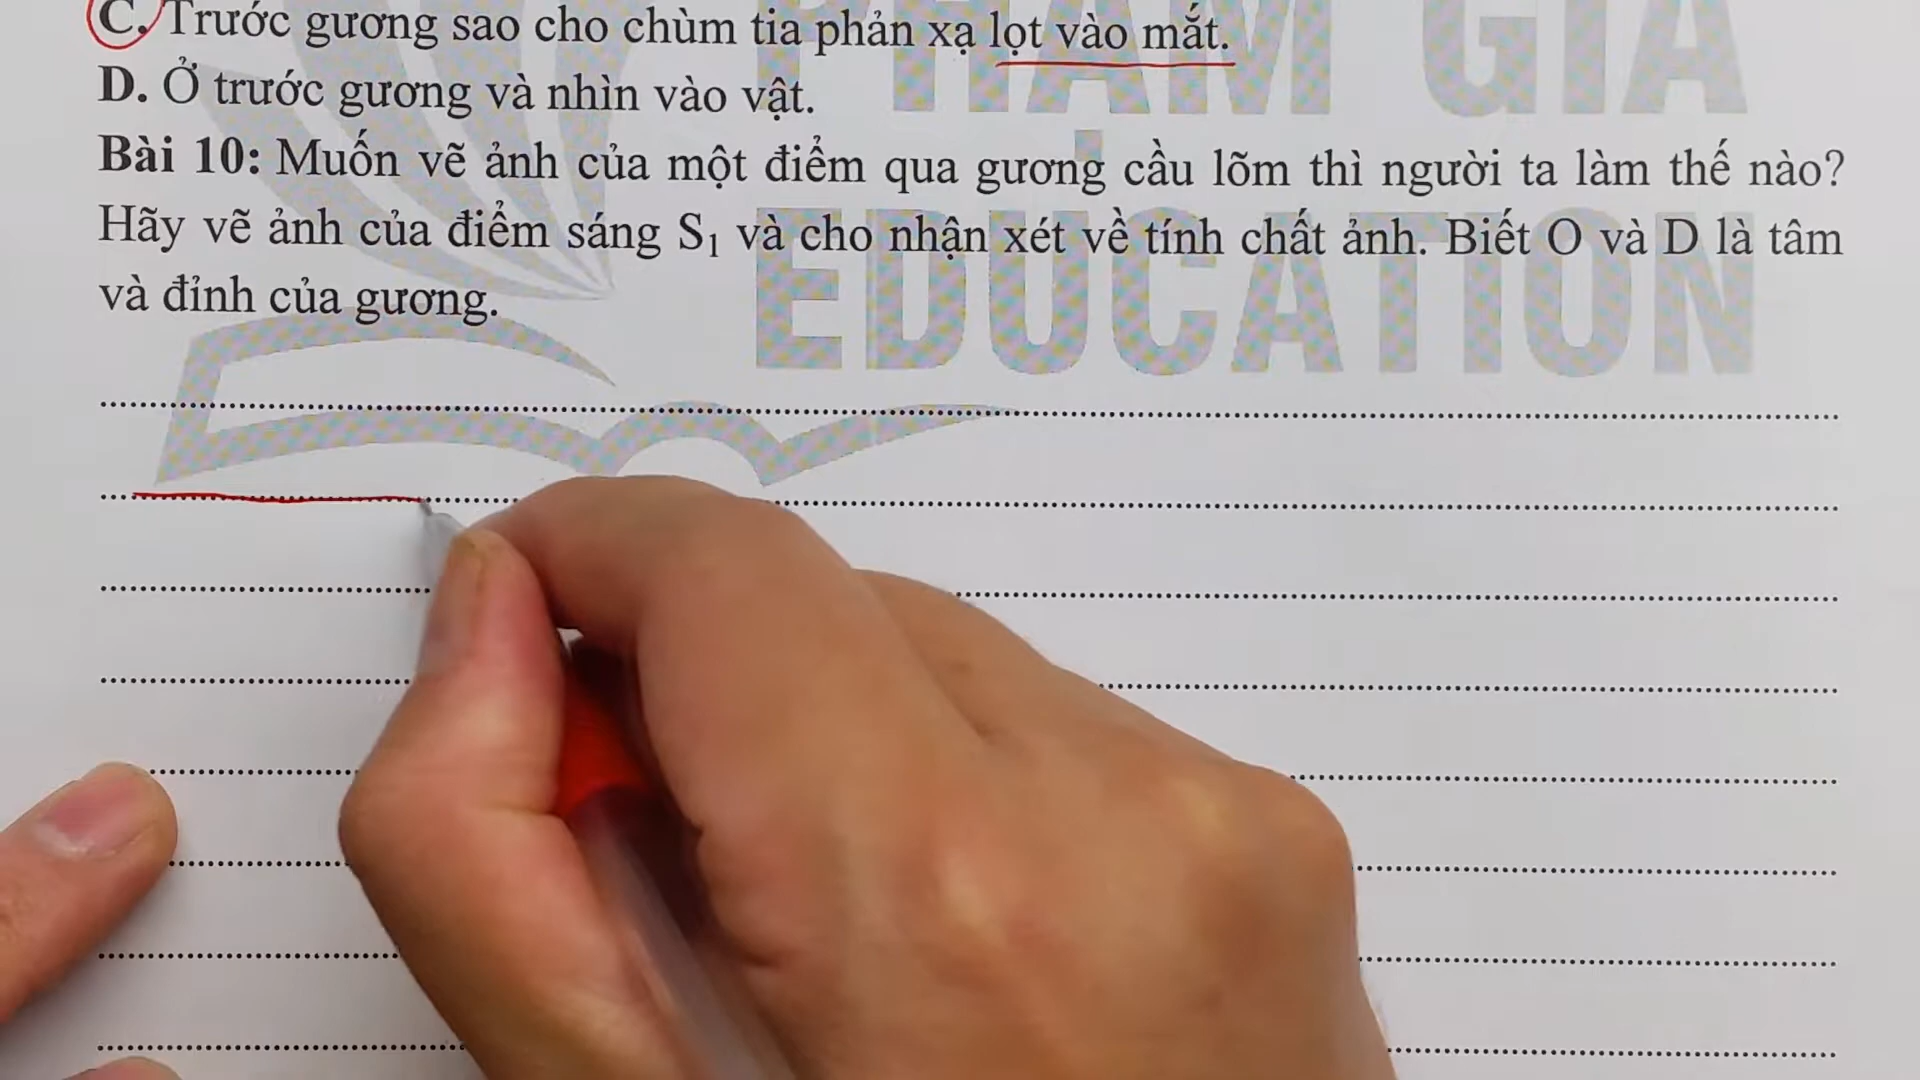 C. Trước gương sao cho chùm tia phản xạ lọt vào mắt.
D. Ở trước gương và nhìn vào vật.
Bài 10: Muốn vẽ ảnh của một điểm qua gương cầu lõm thì người ta làm thế nào?
Hãy vẽ ảnh của điểm sáng S₁ và cho nhận xét về tính chất ảnh. Biết O và D là tâm
và đỉnh của gương.
PHẠM GIA
EDUCATION